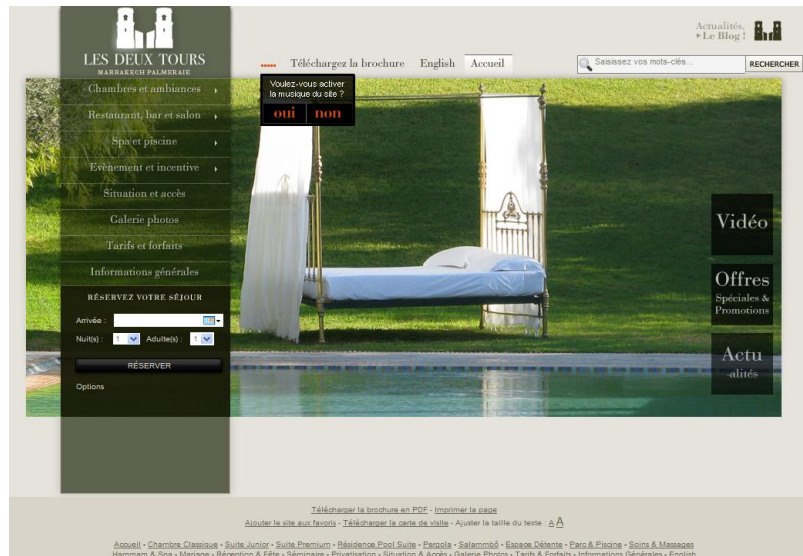 Actualités,
Le Blog !
LES DEUX TOURS
MARRAKECH PALMERAIE
Téléchargez la brochure English Accueil
Saisissez vos mots-clés...
RECHERCHER
Voulez-vous activer
la musique du site ?
oui non
Chambres et ambiances
Restaurant, bar et salon
Spa et piscine
Evènement et incentive
Situation et accès
Galerie photos
Tarifs et forfaits
Informations générales
RÉSERVEZ VOTRE SÉJOUR
Arrivée :
Nuit(s) : 1 Adulte(s) : 1
RÉSERVER
Options
Vidéo
Offres
Spéciales &
Promotions
Actu
-alités
Télécharger la brochure en PDF - Imprimer la page
Ajouter le site aux favoris - Télécharger la carte de visite - Ajuster la taille du texte : A A
Accueil - Chambre Classique - Suite Junior - Suite Premium - Résidence Pool Suite - Pergola - Salammbô - Espace Détente - Parc & Piscine - Soins & Massages
Hammam & Spa - Mariage - Réception & Fête - Séminaire - Privatisation - Situation & Accès - Galerie Photos - Tarifs & Forfaits - Informations Générales - English